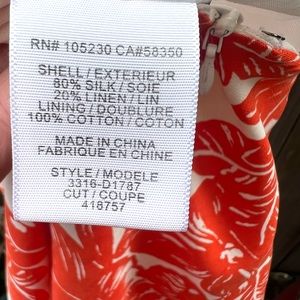 RN# 105230 CA#58350
SHELL / EXTERIEUR
80% SILK / SOIE
20% LINEN / LIN
LINING / DOUBLURE
100% COTTON / COTON
MADE IN CHINA
FABRIQUE EN CHINE
STYLE / MODELE
3316-D1787
CUT / COUPE
418757